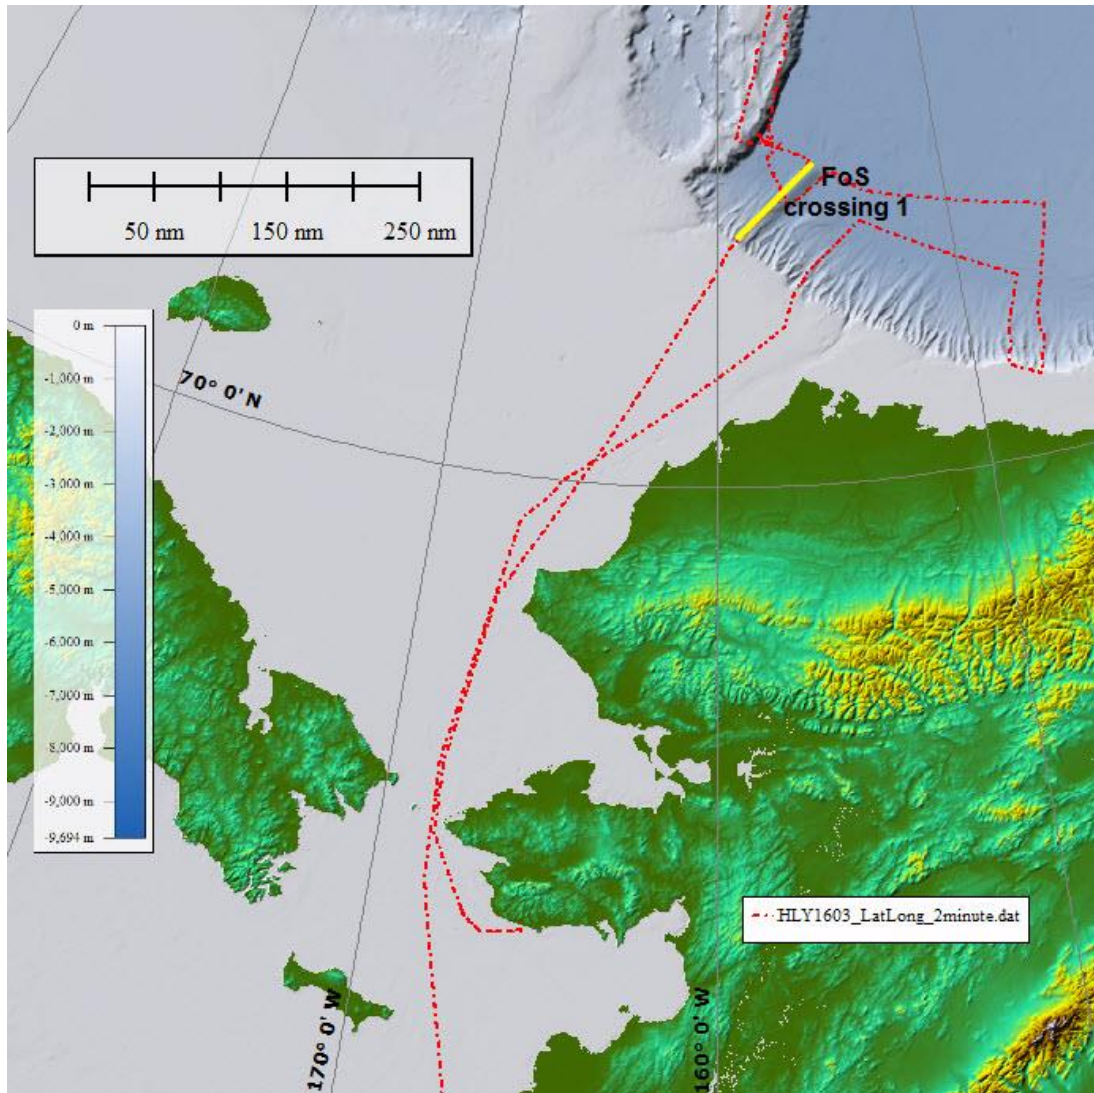 FoS
crossing 1
50 nm 150 nm 250 nm
0 m
-1,000 m
-2,000 m
-3,000 m
-4,000 m
-5,000 m
-6,000 m
-7,000 m
-8,000 m
-9,000 m
-9,694 m
70° 0' N
HLY1603_LatLong_2minute.dat
170° 0' W
160° 0' W